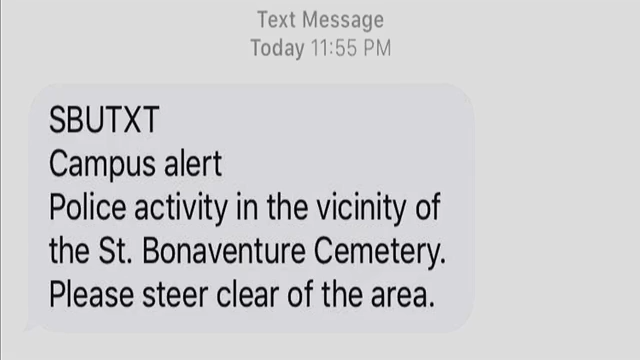 Text Message
Today 11:55 PM
SBUTXT
Campus alert
Police activity in the vicinity of
the St. Bonaventure Cemetery.
Please steer clear of the area.